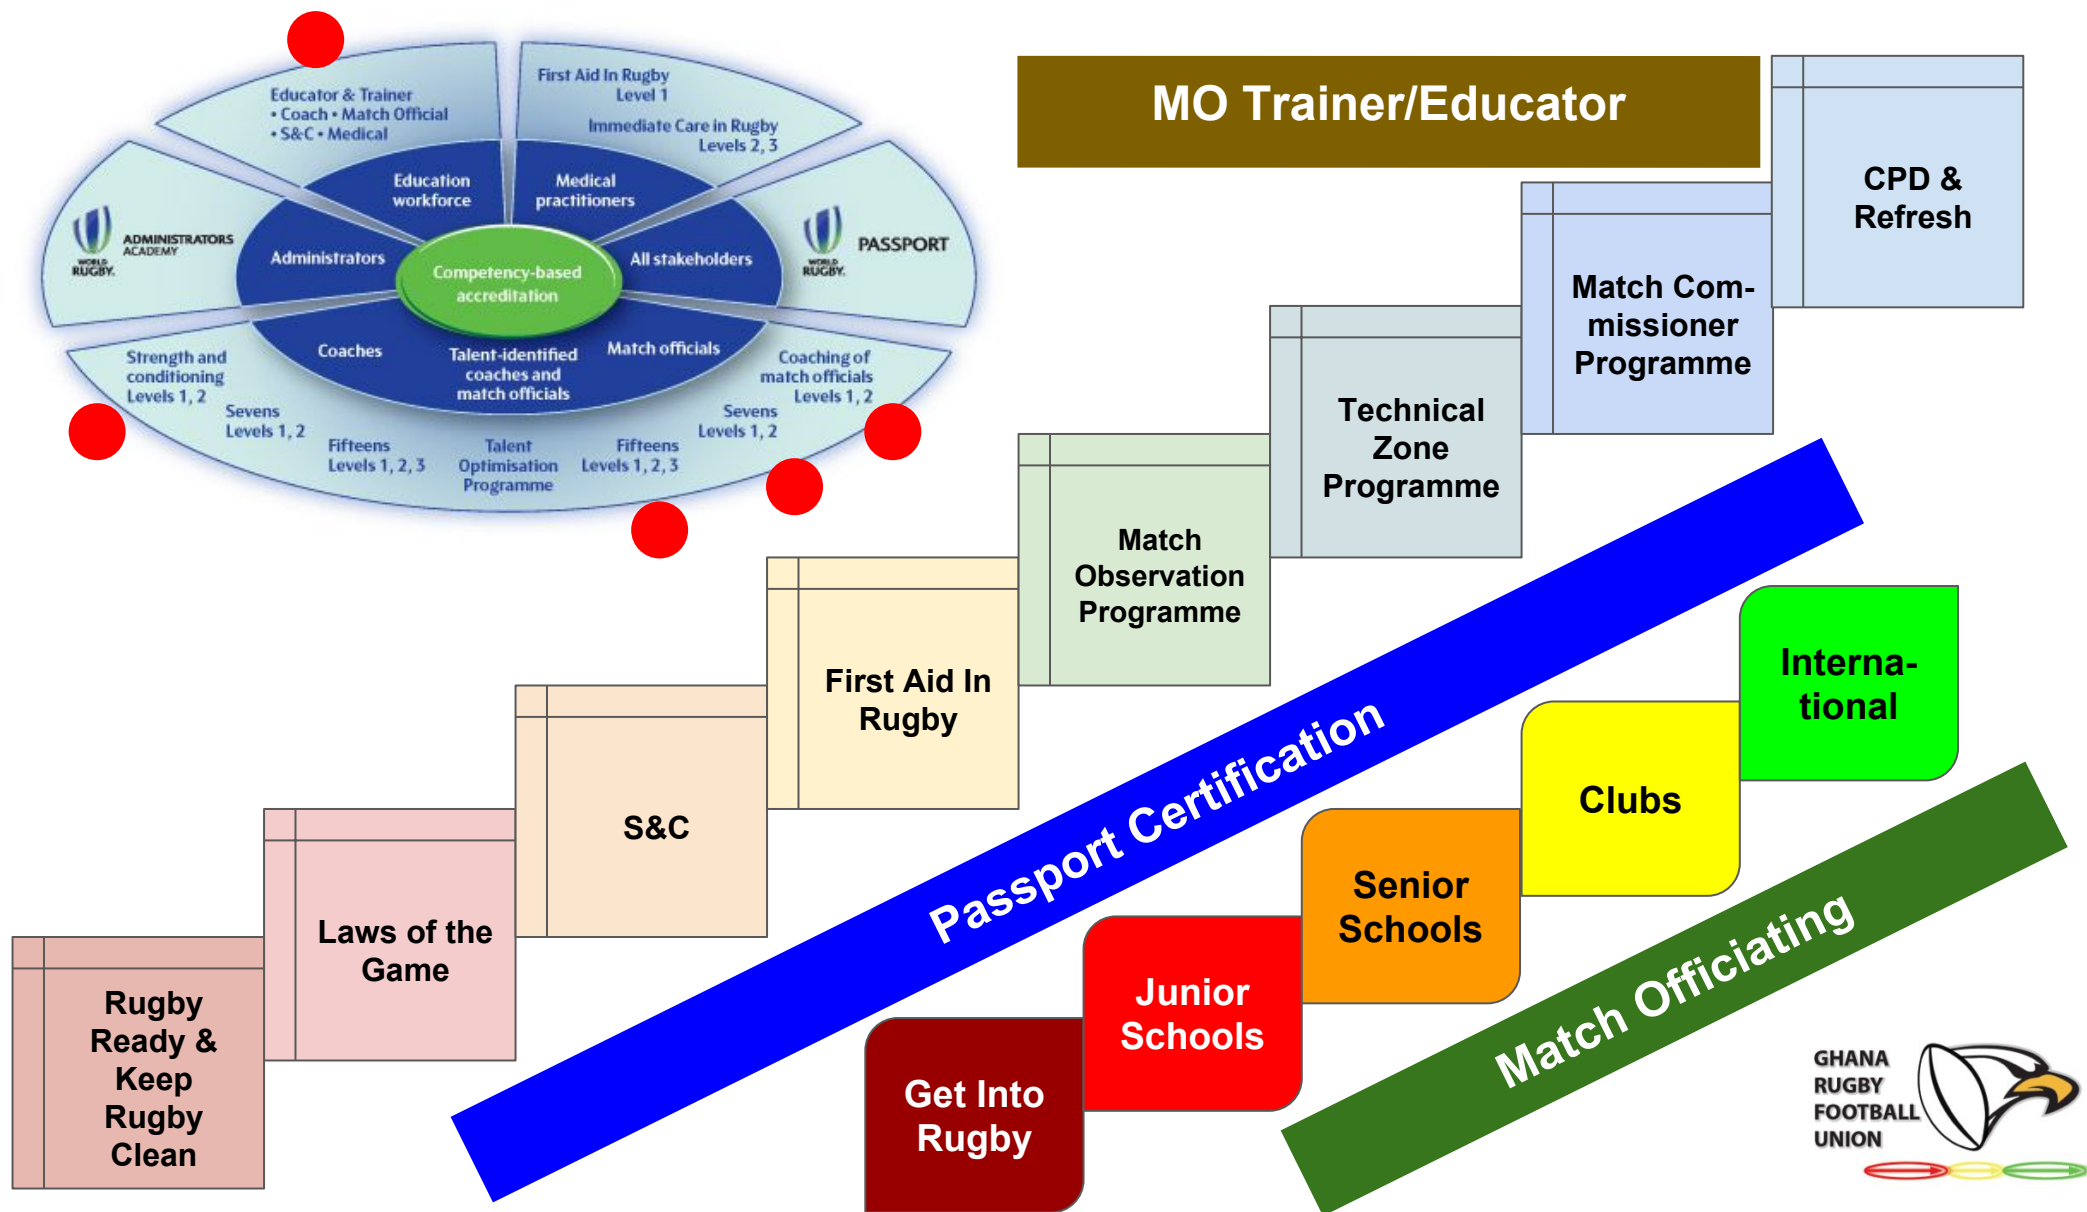 Educator & Trainer
• Coach • Match Official
• S&C • Medical
First Aid In Rugby
Level 1
Immediate Care in Rugby
Levels 2, 3
Education
workforce
Medical
practitioners
WORLD
RUGBY.
ADMINISTRATORS
ACADEMY
Administrators
Competency-based
accreditation
All stakeholders
WORLD
RUGBY.
PASSPORT
Coaches
Talent-identified
coaches and
match officials
Match officials
Strength and
conditioning
Levels 1, 2
Sevens
Levels 1, 2
Fifteens
Levels 1, 2, 3
Talent
Optimisation
Programme
Fifteens
Levels 1, 2, 3
Sevens
Levels 1, 2
Coaching of
match officials
Levels 1, 2
MO Trainer/Educator
CPD &
Refresh
Match Com-
missioner
Programme
Technical
Zone
Programme
Match
Observation
Programme
First Aid In
Rugby
S&C
Laws of the
Game
Rugby
Ready &
Keep
Rugby
Clean
Passport Certification
Interna-
tional
Clubs
Senior
Schools
Junior
Schools
Get Into
Rugby
Match Officiating
GHANA
RUGBY
FOOTBALL
UNION